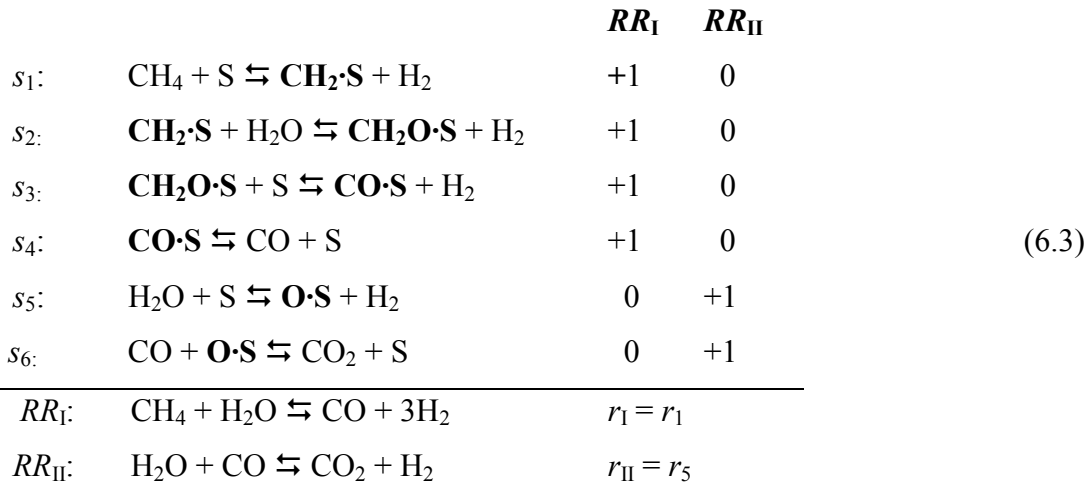 RR_I RR_II
s₁: CH₄ + S ⇆ CH₂·S + H₂ +1 0
s₂: CH₂·S + H₂O ⇆ CH₂O·S + H₂ +1 0
s₃: CH₂O·S + S ⇆ CO·S + H₂ +1 0
s₄: CO·S ⇆ CO + S +1 0 (6.3)
s₅: H₂O + S ⇆ O·S + H₂ 0 +1
s₆: CO + O·S ⇆ CO₂ + S 0 +1
RR_I: CH₄ + H₂O ⇆ CO + 3H₂ r_I = r₁
RR_II: H₂O + CO ⇆ CO₂ + H₂ r_II = r₅